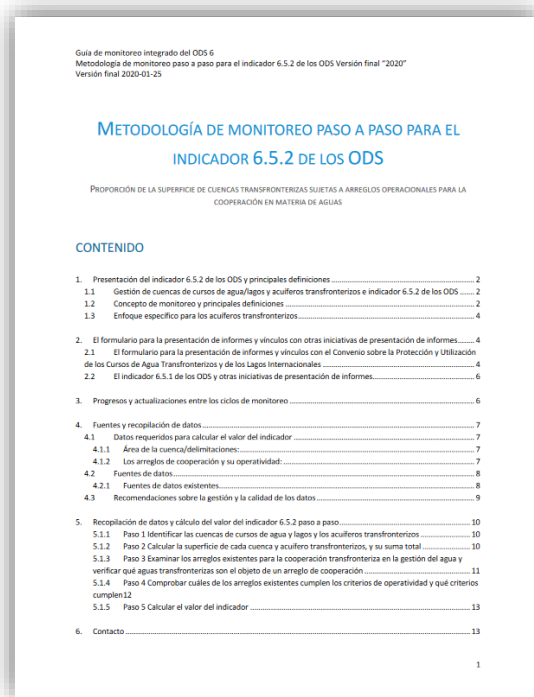 Guía de monitoreo integrado del ODS 6
Metodología de monitoreo paso a paso para el indicador 6.5.2 de los ODS Versión final "2020"
Versión final 2020-01-25
METODOLOGÍA DE MONITOREO PASO A PASO PARA EL
INDICADOR 6.5.2 DE LOS ODS
PROPORCIÓN DE LA SUPERFICIE DE CUENCAS TRANSFRONTERIZAS SUJETAS A ARREGLOS OPERACIONALES PARA LA
COOPERACIÓN EN MATERIA DE AGUAS
CONTENIDO
1. Presentación del indicador 6.5.2 de los ODS y principales definiciones 2
1.1 Gestión de cuencas de cursos de agua/lagos y acuíferos transfronterizos e indicador 6.5.2 de los ODS 2
1.2 Concepto de monitoreo y principales definiciones 2
1.3 Enfoque específico para los acuíferos transfronterizos 4
2. El formulario para la presentación de informes y vínculos con otras iniciativas de presentación de informes 4
2.1 El formulario para la presentación de informes y vínculos con el Convenio sobre la Protección y Utilización
de los Cursos de Agua Transfronterizos y de los Lagos Internacionales 4
2.2 El indicador 6.5.1 de los ODS y otras iniciativas de presentación de informes 6
3. Progresos y actualizaciones entre los ciclos de monitoreo 6
4. Fuentes y recopilación de datos 7
4.1 Datos requeridos para calcular el valor del indicador 7
4.1.1 Área de la cuenca/delimitaciones: 7
4.1.2 Los arreglos de cooperación y su operatividad: 7
4.2 Fuentes de datos 8
4.2.1 Fuentes de datos existentes 8
4.3 Recomendaciones sobre la gestión y la calidad de los datos 9
5. Recopilación de datos y cálculo del valor del indicador 6.5.2 paso a paso 10
5.1.1 Paso 1 Identificar las cuencas de cursos de agua y lagos y los acuíferos transfronterizos 10
5.1.2 Paso 2 Calcular la superficie de cada cuenca y acuífero transfronterizos, y su suma total 10
5.1.3 Paso 3 Examinar los arreglos existentes para la cooperación transfronteriza en la gestión del agua y
verificar qué aguas transfronterizas son el objeto de un arreglo de cooperación 11
5.1.4 Paso 4 Comprobar cuáles de los arreglos existentes cumplen los criterios de operatividad y qué criterios
cumplen12
5.1.5 Paso 5 Calcular el valor del indicador 13
6. Contacto 13
1